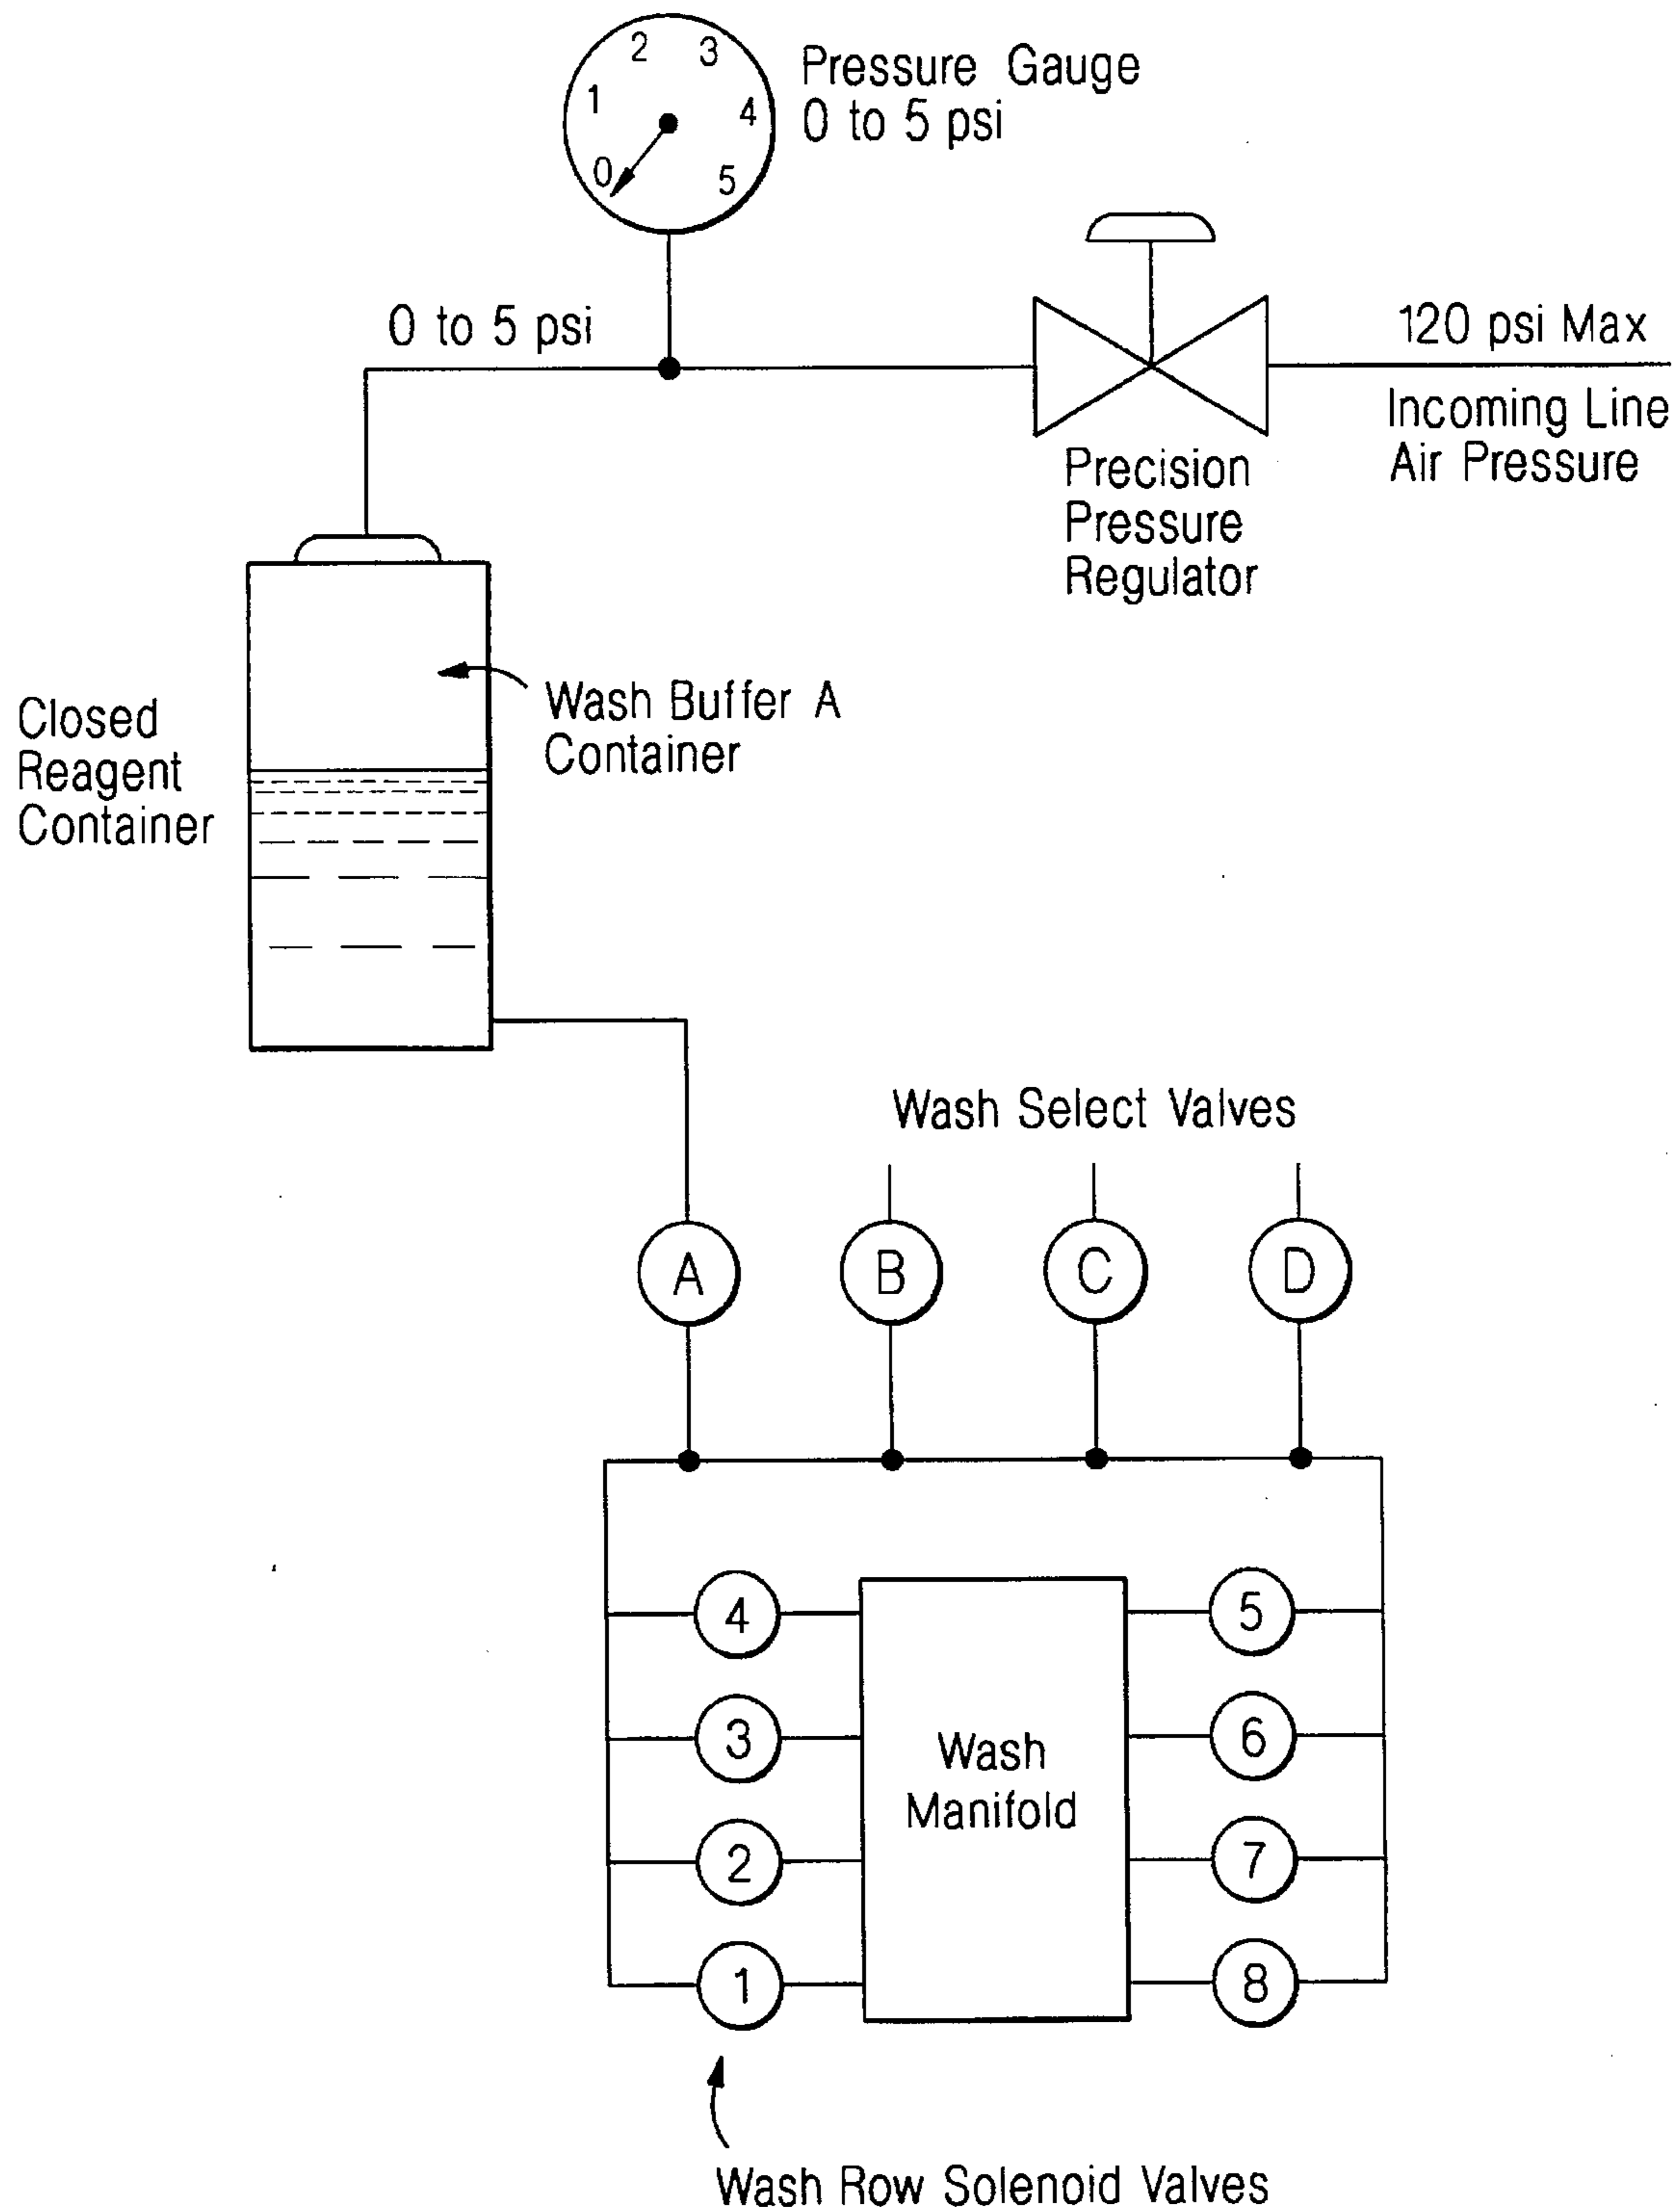 2 3
1 4
0 5
Pressure Gauge
0 to 5 psi
0 to 5 psi
120 psi Max
Incoming Line
Air Pressure
Precision
Pressure
Regulator
Wash Buffer A
Container
Closed
Reagent
Container
Wash Select Valves
A B C D
4 5
3 6
Wash
Manifold
2 7
1 8
Wash Row Solenoid Valves